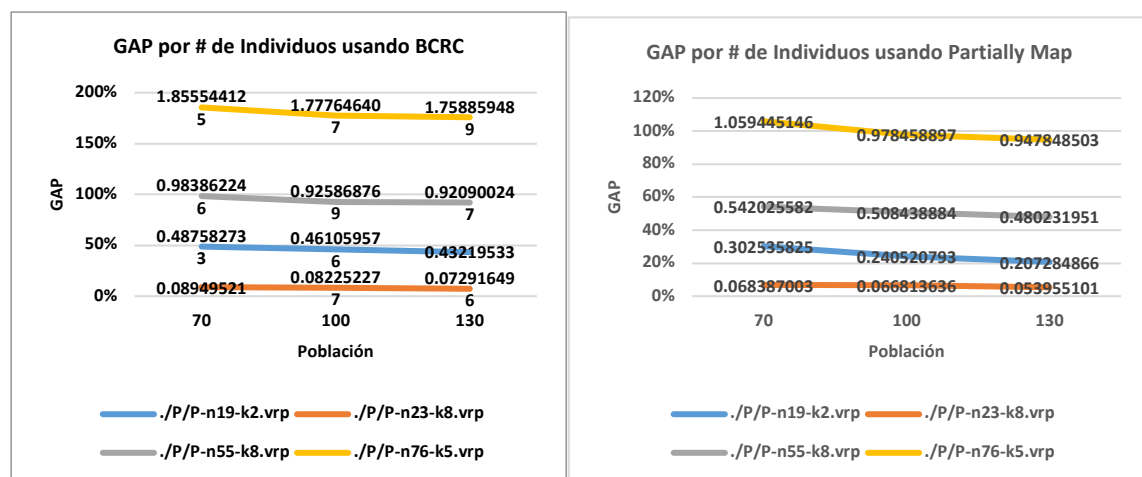 GAP por # de Individuos usando BCRC
200%
150%
100%
50%
0%
GAP
1.85554412
5
1.77764640
7
1.75885948
9
0.98386224
6
0.92586876
9
0.92090024
7
0.48758273
3
0.46105957
6
0.43219533
0.08949521
0.08225227
7
0.07291649
6
70 100 130
Población
./P/P-n19-k2.vrp ./P/P-n23-k8.vrp
./P/P-n55-k8.vrp ./P/P-n76-k5.vrp
GAP por # de Individuos usando Partially Map
120%
100%
80%
60%
40%
20%
0%
GAP
1.059445146 0.978458897 0.947848503
0.542025582 0.508438884 0.480231951
0.302535825 0.240520793 0.207284866
0.068387003 0.066813636 0.053955101
70 100 130
Población
./P/P-n19-k2.vrp ./P/P-n23-k8.vrp
./P/P-n55-k8.vrp ./P/P-n76-k5.vrp